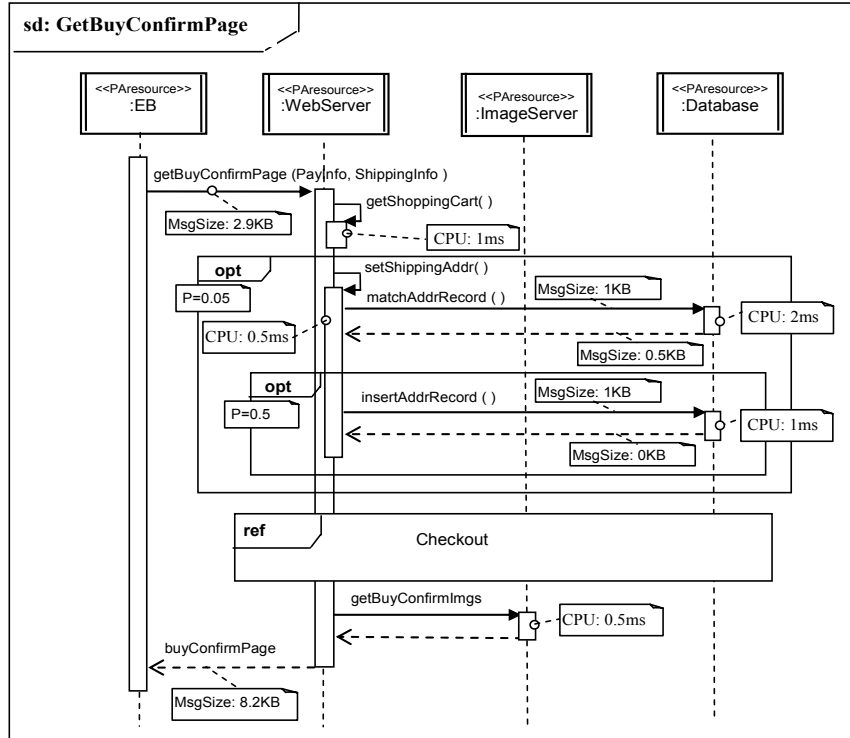 sd: GetBuyConfirmPage
<<PAresource>>
:EB
<<PAresource>>
:WebServer
<<PAresource>>
:ImageServer
<<PAresource>>
:Database
getBuyConfirmPage (PayInfo, ShippingInfo )
MsgSize: 2.9KB
getShoppingCart( )
CPU: 1ms
opt
P=0.05
setShippingAddr( )
matchAddrRecord ( )
MsgSize: 1KB
CPU: 2ms
CPU: 0.5ms
MsgSize: 0.5KB
opt
P=0.5
insertAddrRecord ( )
MsgSize: 1KB
CPU: 1ms
MsgSize: 0KB
ref
Checkout
getBuyConfirmImgs
CPU: 0.5ms
buyConfirmPage
MsgSize: 8.2KB